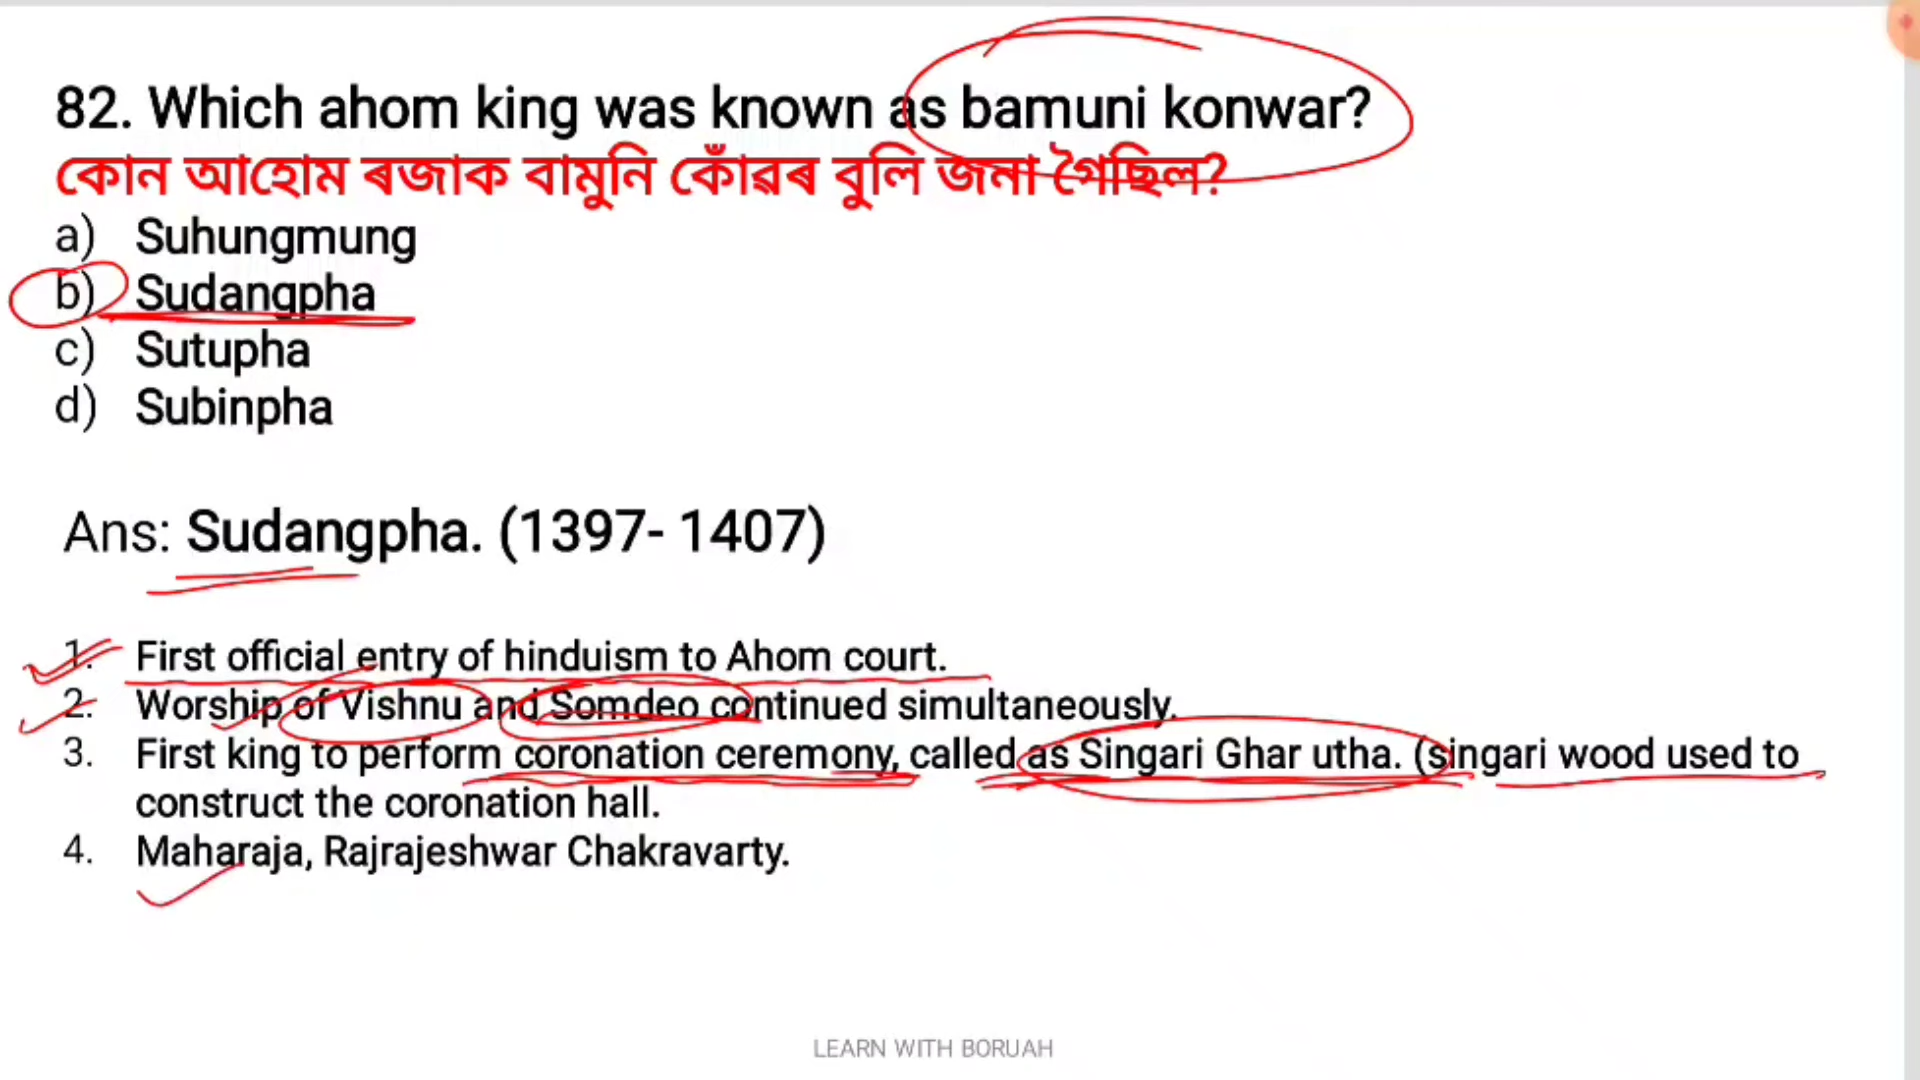 82. Which ahom king was known as bamuni konwar?
কোন আহোম ৰজাক বামুনি কোঁৱৰ বুলি জনা গৈছিল?
a) Suhungmung
b) Sudangpha
c) Sutupha
d) Subinpha
Ans: Sudangpha. (1397- 1407)
1. First official entry of hinduism to Ahom court.
2. Worship of Vishnu and Somdeo continued simultaneously.
3. First king to perform coronation ceremony, called as Singari Ghar utha. (singari wood used to
construct the coronation hall.
4. Maharaja, Rajrajeshwar Chakravarty.
LEARN WITH BORUAH